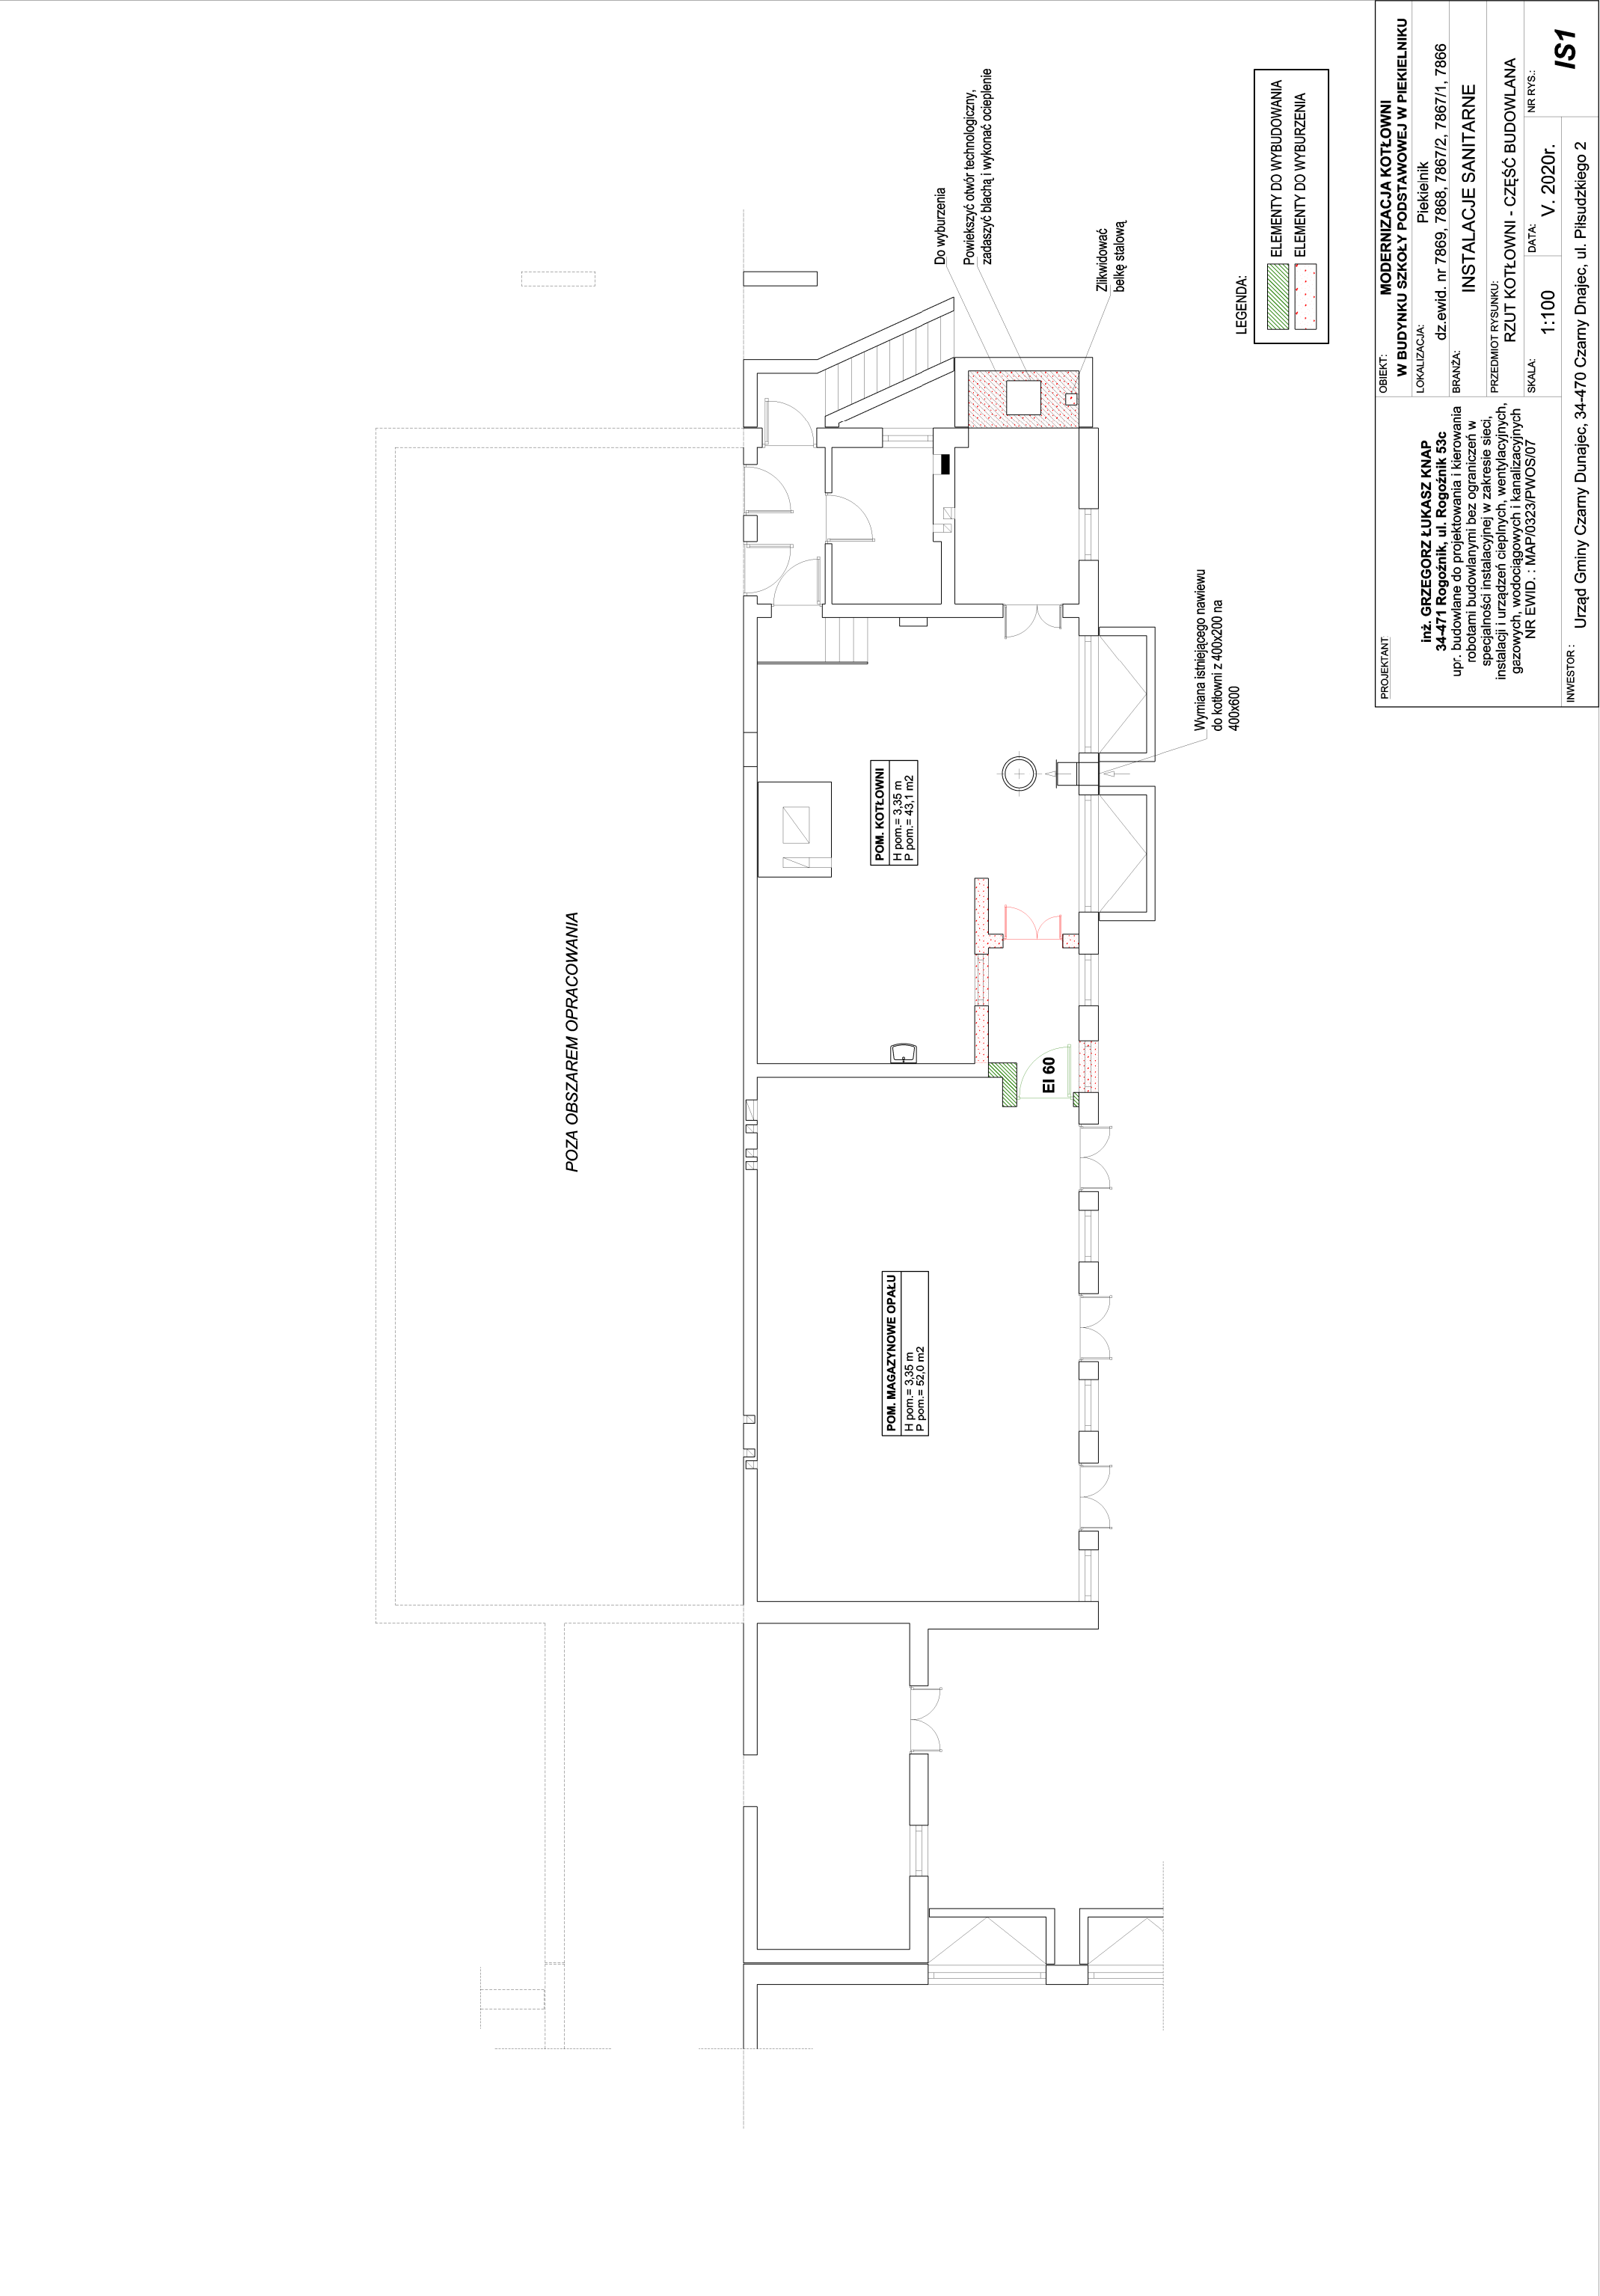 POZA OBSZAREM OPRACOWANIA
POM. MAGAZYNOWE OPAŁU
H pom.= 3,35 m
P pom.= 52,0 m2
POM. KOTŁOWNI
H pom.= 3,35 m
P pom.= 43,1 m2
EI 60
Do wyburzenia
Powiekszyć otwór technologiczny,
zadaszyć blachą i wykonać ocieplenie
Zlikwidować
belkę stalową
Wymiana istniejącego nawiewu
do kotłowni z 400x200 na
400x600
LEGENDA:
ELEMENTY DO WYBUDOWANIA
ELEMENTY DO WYBURZENIA
PROJEKTANT
inż. GRZEGORZ ŁUKASZ KNAP
34-471 Rogoźnik, ul. Rogoźnik 53c
upr. budowlane do projektowania i kierowania
robotami budowlanymi bez ograniczeń w
specjalności instalacyjnej w zakresie sieci,
instalacji i urządzeń cieplnych, wentylacyjnych,
gazowych, wodociągowych i kanalizacyjnych
NR EWID. : MAP/0323/PWOS/07
OBIEKT:
MODERNIZACJA KOTŁOWNI
W BUDYNKU SZKOŁY PODSTAWOWEJ W PIEKIELNIKU
LOKALIZACJA:
Piekielnik
dz.ewid. nr 7869, 7868, 7867/2, 7867/1, 7866
BRANŻA:
INSTALACJE SANITARNE
PRZEDMIOT RYSUNKU:
RZUT KOTŁOWNI - CZĘŚĆ BUDOWLANA
SKALA:
1:100
DATA:
V. 2020r.
NR RYS.:
IS1
INWESTOR :
Urząd Gminy Czarny Dunajec, 34-470 Czarny Dnajec, ul. Piłsudzkiego 2